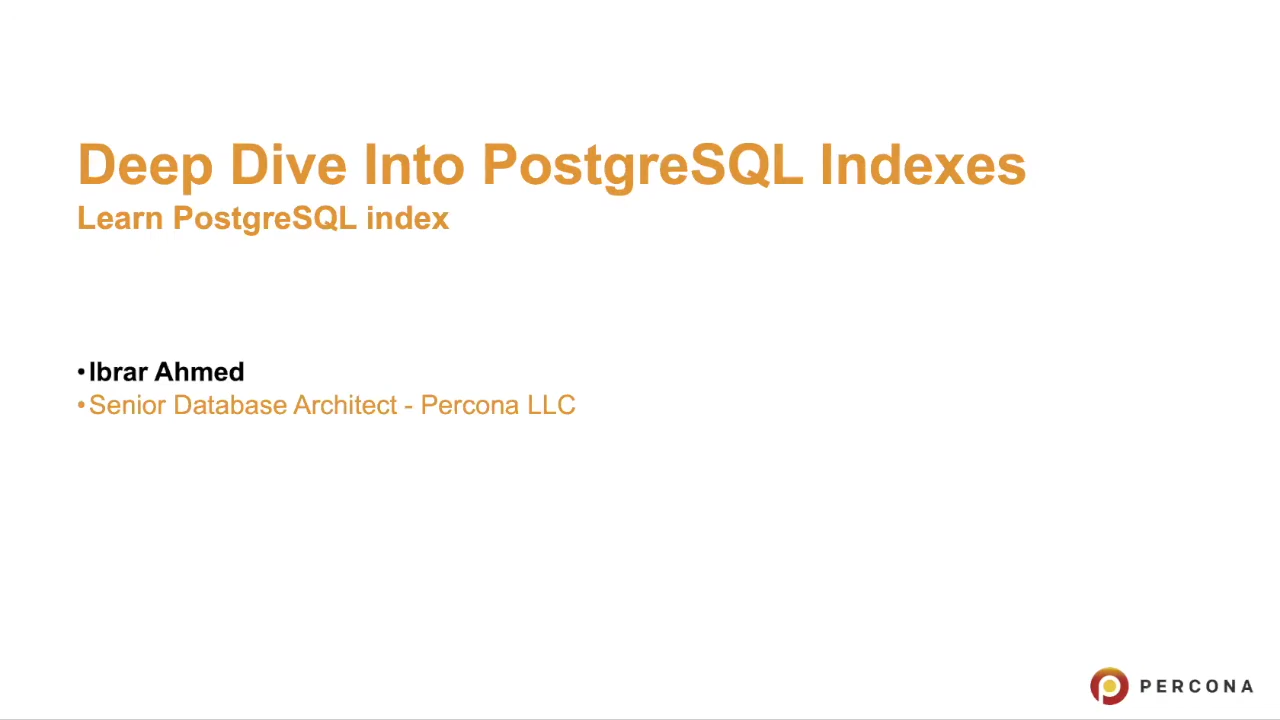 Deep Dive Into PostgreSQL Indexes
Learn PostgreSQL index
•Ibrar Ahmed
•Senior Database Architect - Percona LLC
PERCONA